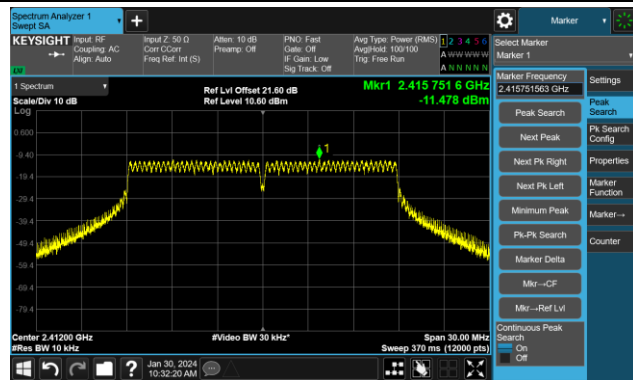 Spectrum Analyzer 1
Swept SA
+
Marker
KEYSIGHT
Input: RF
Coupling: AC
Align: Auto
Input Z: 50 Ω
Corr CCorr
Freq Ref: Int (S)
Atten: 10 dB
Preamp: Off
PNO: Fast
Gate: Off
IF Gain: Low
Sig Track: Off
Avg Type: Power (RMS)
Avg|Hold: 100/100
Trig: Free Run
1 2 3 4 5 6
A W W W W W
A N N N N N
LM
Select Marker
Marker 1
1 Spectrum
Scale/Div 10 dB
Log
Ref Lvl Offset 21.60 dB
Ref Level 10.60 dBm
Mkr1 2.415 751 6 GHz
-11.478 dBm
1
0.600
-9.40
-19.4
-29.4
-39.4
-49.4
-59.4
-69.4
-79.4
Center 2.41200 GHz
#Res BW 10 kHz
#Video BW 30 kHz*
Span 30.00 MHz
Sweep 370 ms (12000 pts)
Marker Frequency
2.415751563 GHz
Peak Search
Next Peak
Next Pk Right
Next Pk Left
Minimum Peak
Pk-Pk Search
Marker Delta
Mkr→CF
Mkr→Ref Lvl
Continuous Peak
Search
On
Off
Settings
Peak
Search
Pk Search
Config
Properties
Marker
Function
Marker→
Counter
?
Jan 30, 2024
10:32:20 AM